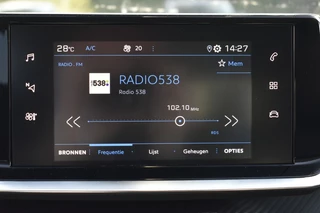 28°C A/C 20 14:27
RADIO . FM
Mem
538
RADIO538
Radio 538
102.10 MHz
RDS
BRONNEN Frequentie Lijst Geheugen OPTIES